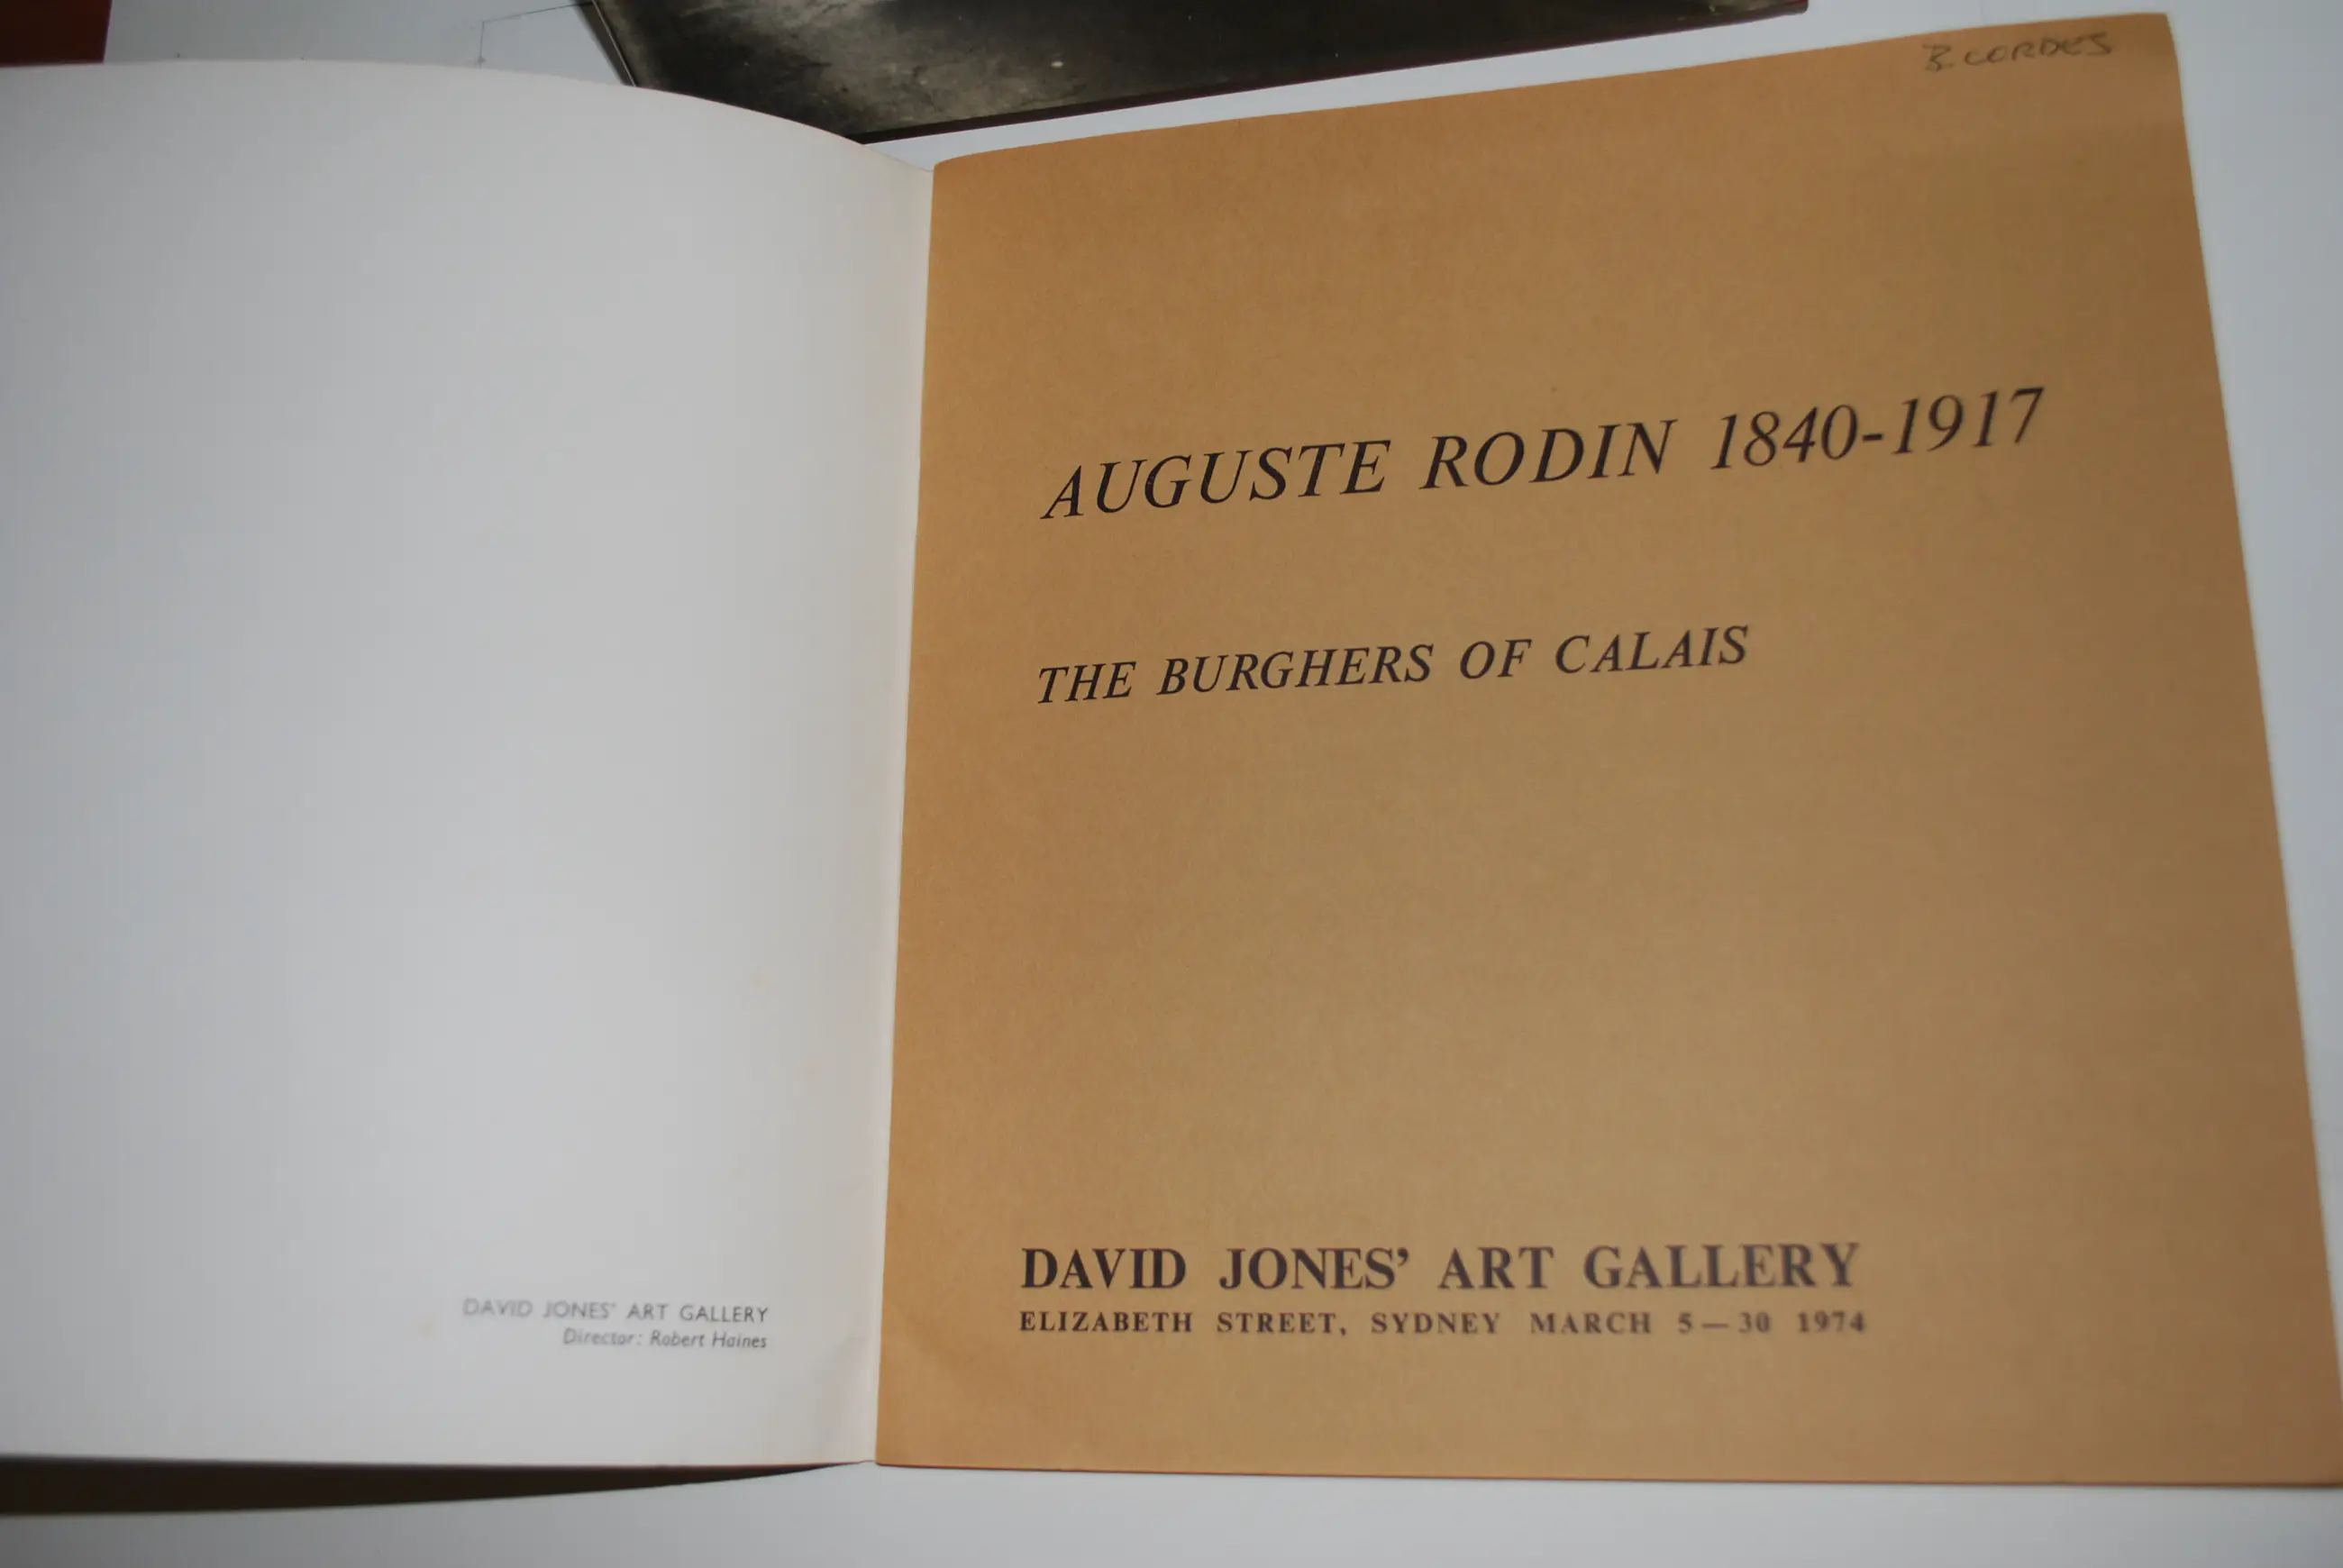 DAVID JONES' ART GALLERY
Director: Robert Haines
B. CORDES
AUGUSTE RODIN 1840-1917
THE BURGHERS OF CALAIS
DAVID JONES' ART GALLERY
ELIZABETH STREET, SYDNEY MARCH 5 — 30 1974